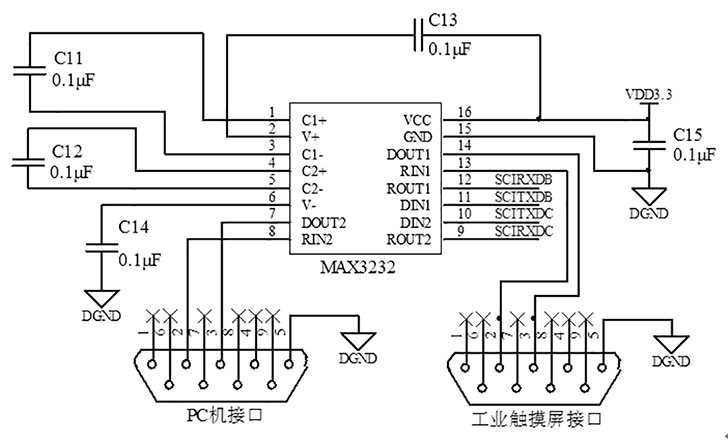 C13
0.1µF
C11
0.1µF
VDD3.3
1 C1+ VCC 16
2 V+ GND 15
3 C1- DOUT1 14
4 C2+ RIN1 13
5 C2- ROUT1 12 SCIRXDB
6 V- DIN1 11 SCITXDB
7 DOUT2 DIN2 10 SCITXDC
8 RIN2 ROUT2 9 SCIRXDC
C15
0.1µF
C12
0.1µF
DGND
C14
0.1µF
MAX3232
DGND
1 6 2 7 3 8 4 9 5
DGND
1 6 2 7 3 8 4 9 5
DGND
PC机接口
工业触摸屏接口